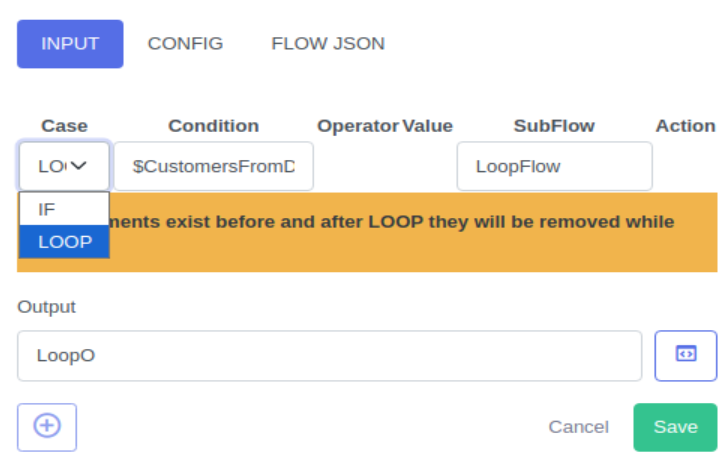 INPUT CONFIG FLOW JSON
Case Condition Operator Value SubFlow Action
LO $CustomersFromD LoopFlow
IF
LOOP
ments exist before and after LOOP they will be removed while
Output
LoopO
Cancel Save